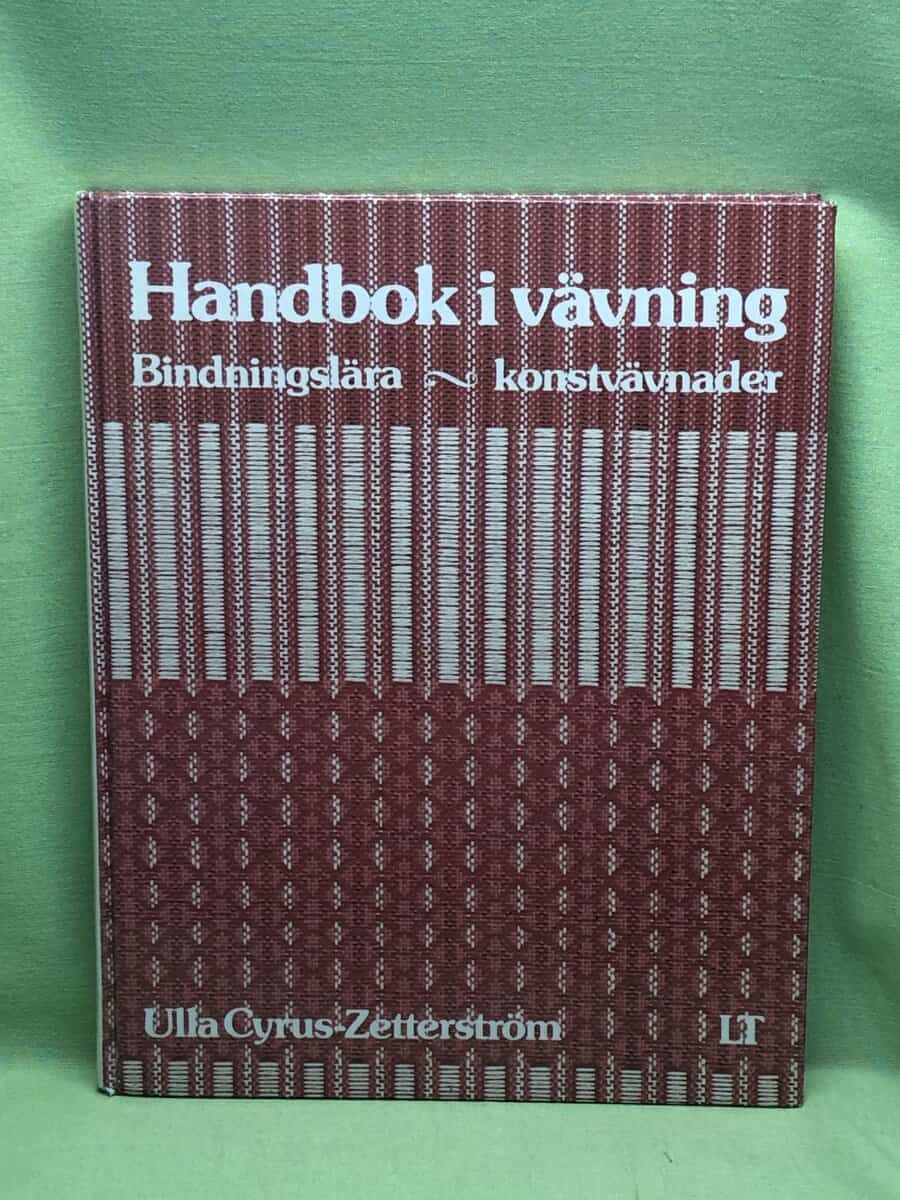 Handbok i vävning
Bindningslära ~ konstvävnader
Ulla Cyrus-Zetterström LT